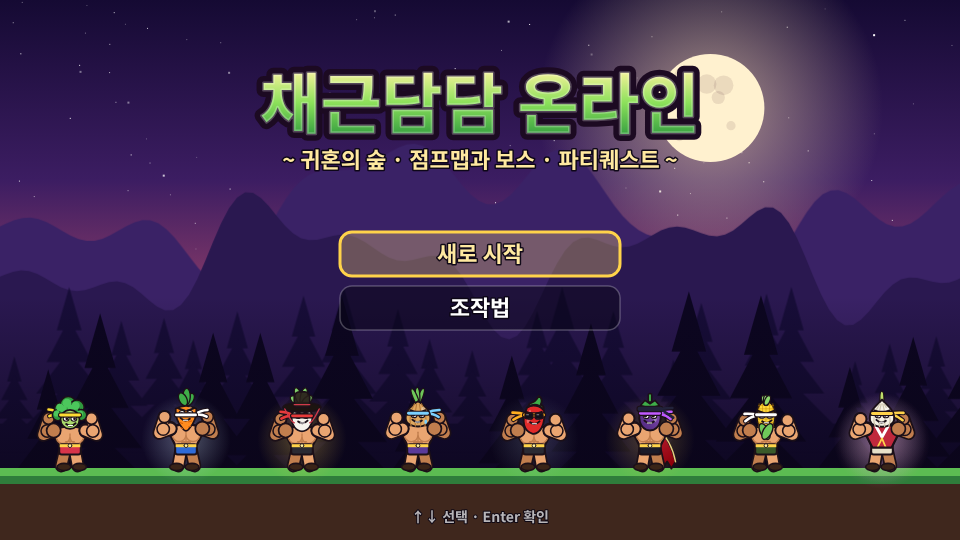 채근담담 온라인
~ 귀혼의 숲 · 점프맵과 보스 · 파티퀘스트 ~
새로 시작
조작법
↑↓ 선택 · Enter 확인